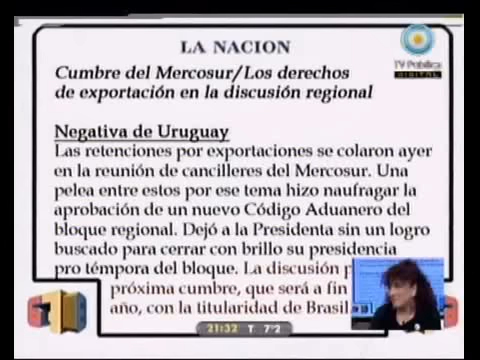 LA NACION
TV Pública
DIGITAL
Cumbre del Mercosur/Los derechos
de exportación en la discusión regional
Negativa de Uruguay
Las retenciones por exportaciones se colaron ayer
en la reunión de cancilleres del Mercosur. Una
pelea entre estos por ese tema hizo naufragar la
aprobación de un nuevo Código Aduanero del
bloque regional. Dejó a la Presidenta sin un logro
buscado para cerrar con brillo su presidencia
pro témpora del bloque. La discusión p
próxima cumbre, que será a fin
año, con la titularidad de Brasil.
21:32 T 7°2